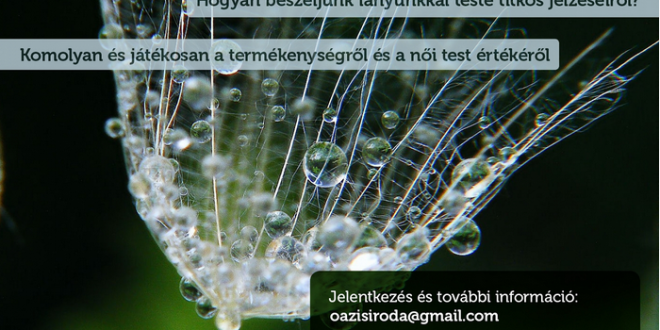 Hogyan beszéljünk lányunkkal teste titkos jelzéseiről?
Komolyan és játékosan a termékenységről és a női test értékéről
Jelentkezés és további információ:
oazisiroda@gmail.com